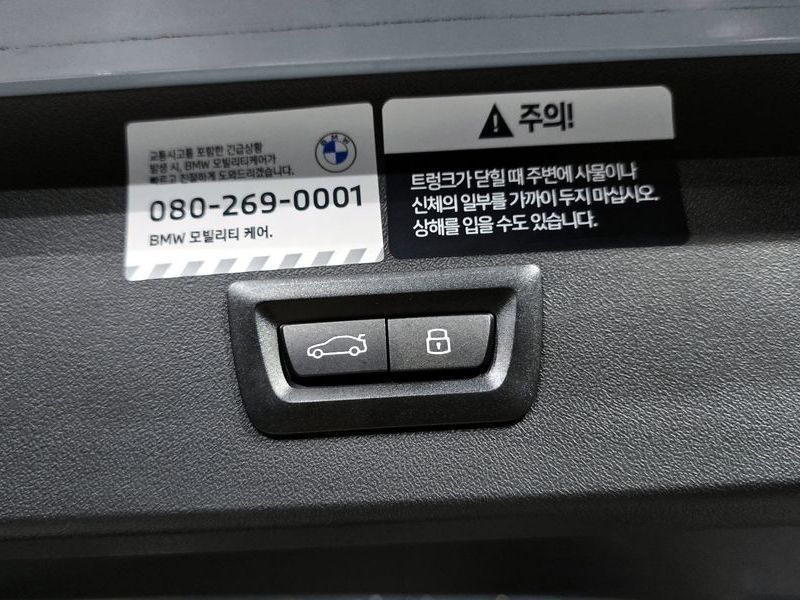 교통사고를 포함한 긴급상황
발생 시, BMW 모빌리티케어가
빠르고 친절하게 도와드리겠습니다.
080-269-0001
BMW 모빌리티 케어.
BMW
주의!
트렁크가 닫힐 때 주변에 사물이나
신체의 일부를 가까이 두지 마십시오.
상해를 입을 수도 있습니다.